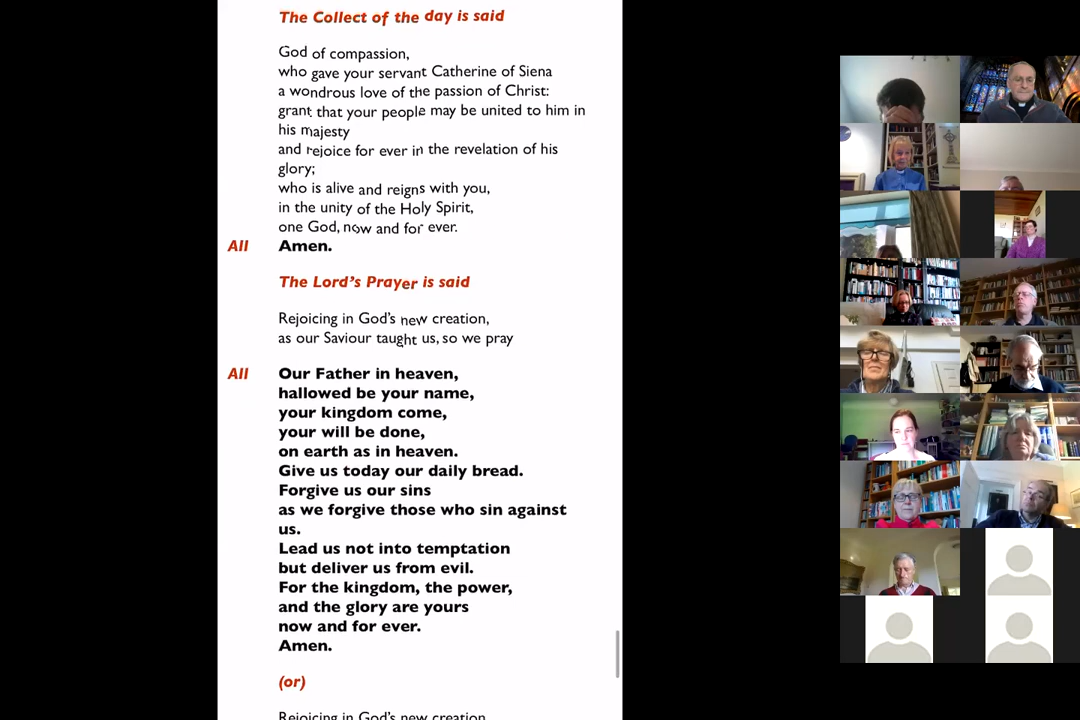 The Collect of the day is said
God of compassion,
who gave your servant Catherine of Siena
a wondrous love of the passion of Christ:
grant that your people may be united to him in
his majesty
and rejoice for ever in the revelation of his
glory;
who is alive and reigns with you,
in the unity of the Holy Spirit,
one God, now and for ever.
All Amen.
The Lord's Prayer is said
Rejoicing in God's new creation,
as our Saviour taught us, so we pray
All Our Father in heaven,
hallowed be your name,
your kingdom come,
your will be done,
on earth as in heaven.
Give us today our daily bread.
Forgive us our sins
as we forgive those who sin against
us.
Lead us not into temptation
but deliver us from evil.
For the kingdom, the power,
and the glory are yours
now and for ever.
Amen.
(or)
Rejoicing in God's new creation